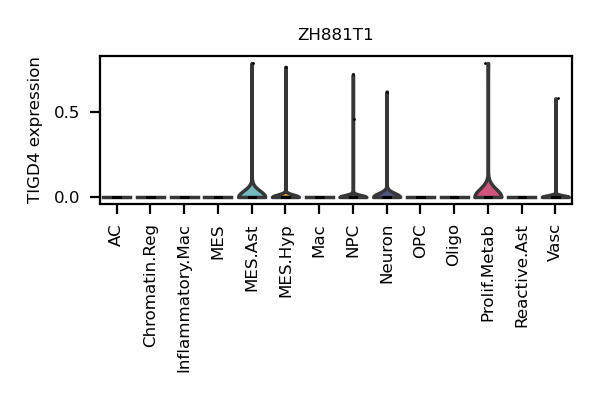 ZH881T1
TIGD4 expression
0.5
0.0
AC
Chromatin.Reg
Inflammatory.Mac
MES
MES.Ast
MES.Hyp
Mac
NPC
Neuron
OPC
Oligo
Prolif.Metab
Reactive.Ast
Vasc